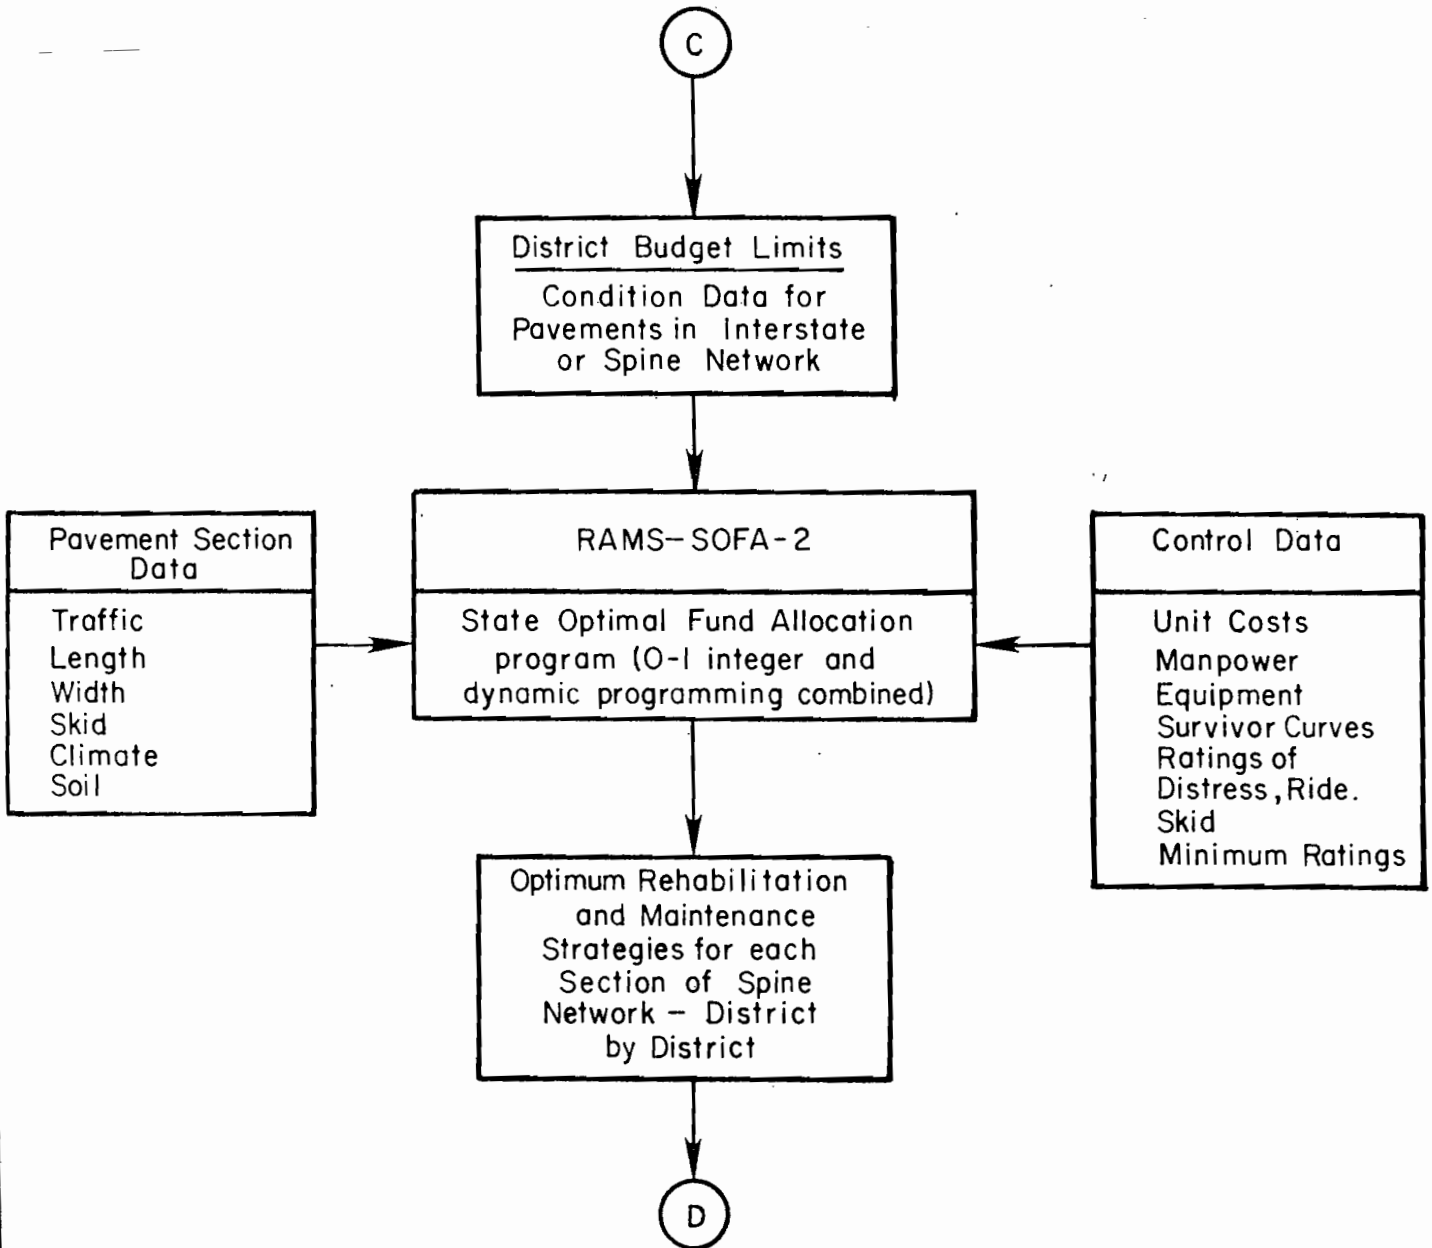 C
District Budget Limits
Condition Data for
Pavements in Interstate
or Spine Network
Pavement Section
Data
Traffic
Length
Width
Skid
Climate
Soil
RAMS-SOFA-2
State Optimal Fund Allocation
program (0-1 integer and
dynamic programming combined)
Control Data
Unit Costs
Manpower
Equipment
Survivor Curves
Ratings of
Distress, Ride.
Skid
Minimum Ratings
Optimum Rehabilitation
and Maintenance
Strategies for each
Section of Spine
Network - District
by District
D